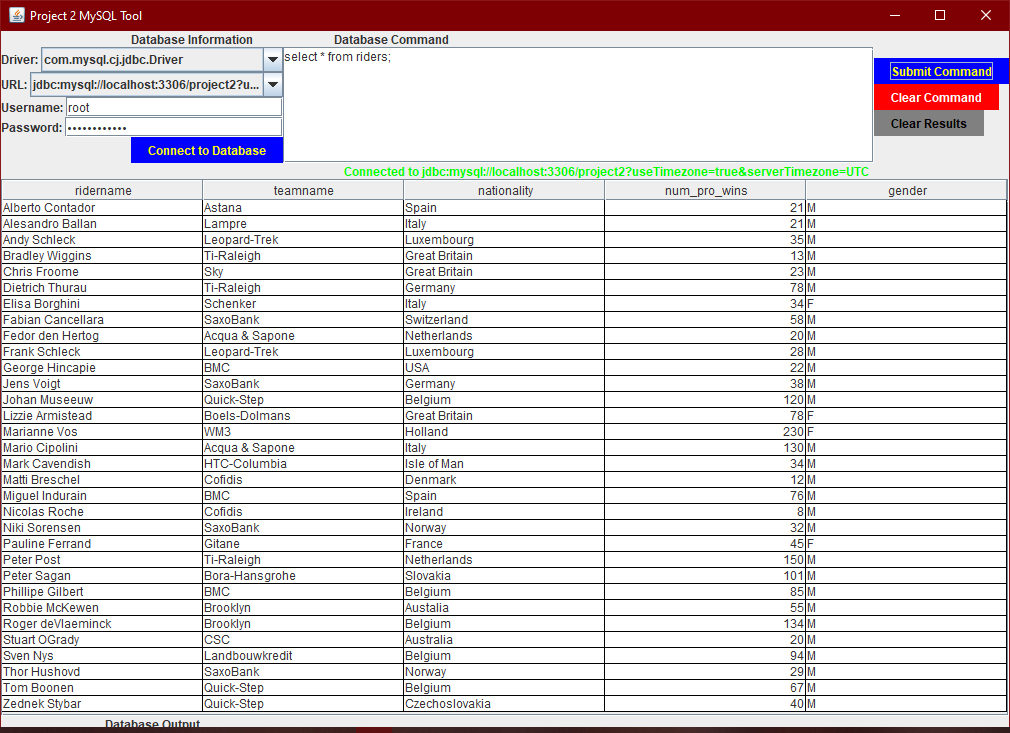 Project 2 MySQL Tool
Database Information Database Command
Driver: com.mysql.cj.jdbc.Driver
URL: jdbc:mysql://localhost:3306/project2?u...
Username: root
Password: ••••••••••••
Connect to Database
select * from riders;
Submit Command
Clear Command
Clear Results
Connected to jdbc:mysql://localhost:3306/project2?useTimezone=true&serverTimezone=UTC
ridername teamname nationality num_pro_wins gender
Alberto Contador Astana Spain 21 M
Alesandro Ballan Lampre Italy 21 M
Andy Schleck Leopard-Trek Luxembourg 35 M
Bradley Wiggins Ti-Raleigh Great Britain 13 M
Chris Froome Sky Great Britain 23 M
Dietrich Thurau Ti-Raleigh Germany 78 M
Elisa Borghini Schenker Italy 34 F
Fabian Cancellara SaxoBank Switzerland 58 M
Fedor den Hertog Acqua & Sapone Netherlands 20 M
Frank Schleck Leopard-Trek Luxembourg 28 M
George Hincapie BMC USA 22 M
Jens Voigt SaxoBank Germany 38 M
Johan Museeuw Quick-Step Belgium 120 M
Lizzie Armistead Boels-Dolmans Great Britain 78 F
Marianne Vos WM3 Holland 230 F
Mario Cipolini Acqua & Sapone Italy 130 M
Mark Cavendish HTC-Columbia Isle of Man 34 M
Matti Breschel Cofidis Denmark 12 M
Miguel Indurain BMC Spain 76 M
Nicolas Roche Cofidis Ireland 8 M
Niki Sorensen SaxoBank Norway 32 M
Pauline Ferrand Gitane France 45 F
Peter Post Ti-Raleigh Netherlands 150 M
Peter Sagan Bora-Hansgrohe Slovakia 101 M
Phillipe Gilbert BMC Belgium 85 M
Robbie McKewen Brooklyn Austalia 55 M
Roger deVlaeminck Brooklyn Belgium 134 M
Stuart OGrady CSC Australia 20 M
Sven Nys Landbouwkredit Belgium 94 M
Thor Hushovd SaxoBank Norway 29 M
Tom Boonen Quick-Step Belgium 67 M
Zednek Stybar Quick-Step Czechoslovakia 40 M
Database Output